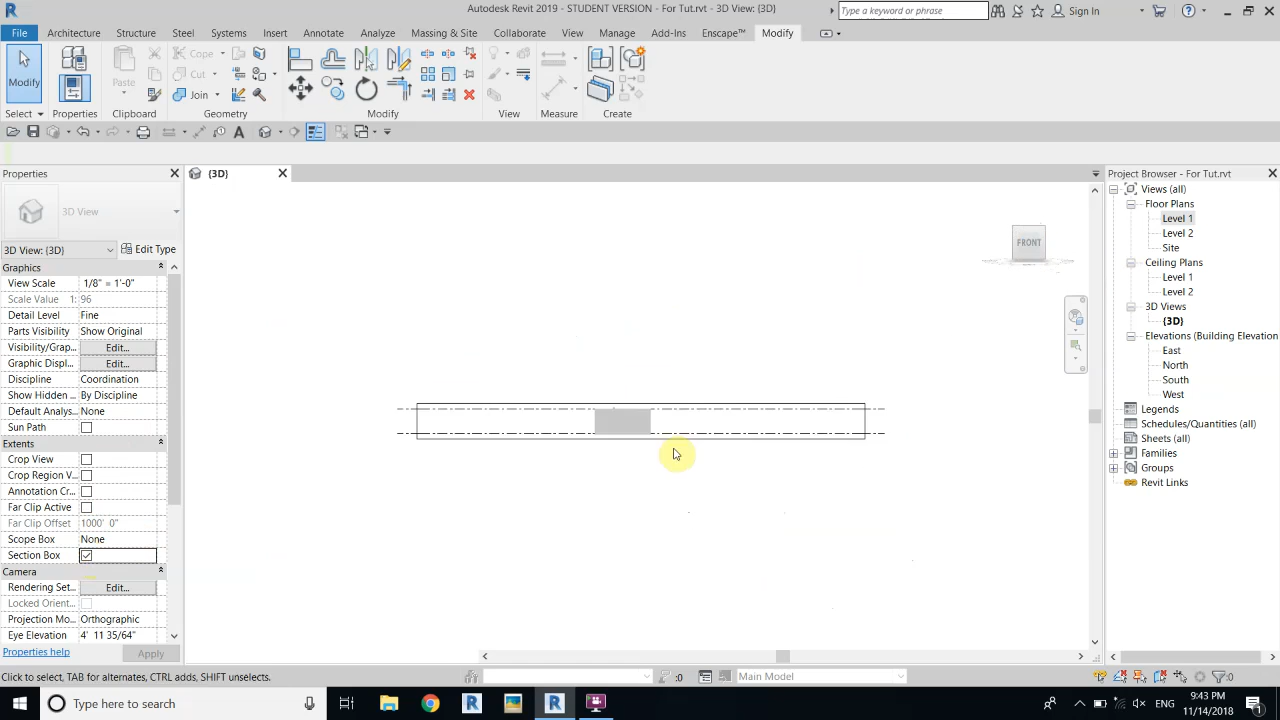 Autodesk Revit 2019 - STUDENT VERSION - For Tut.rvt - 3D View: {3D}
Type a keyword or phrase
Sign In
File Architecture Structure Steel Systems Insert Annotate Analyze Massing & Site Collaborate View Manage Add-Ins Enscape™ Modify
Modify
Paste
Cope
Cut
Join
Select Properties Clipboard Geometry Modify View Measure Create
Properties
{3D}
Project Browser - For Tut.rvt
3D View
3D View: {3D}
Edit Type
Graphics
View Scale 1/8" = 1'-0"
Scale Value 1: 96
Detail Level Fine
Parts Visibility Show Original
Visibility/Grap... Edit...
Graphic Displ... Edit...
Discipline Coordination
Show Hidden ... By Discipline
Default Analys... None
Sun Path
Extents
Crop View
Crop Region V...
Annotation Cr...
Far Clip Active
Far Clip Offset 1000' 0"
Scope Box None
Section Box
Camera
Rendering Set... Edit...
Locked Orient...
Projection Mo... Orthographic
Eye Elevation 4' 11 35/64"
Properties help
Apply
FRONT
Views (all)
Floor Plans
Level 1
Level 2
Site
Ceiling Plans
Level 1
Level 2
3D Views
{3D}
Elevations (Building Elevation
East
North
South
West
Legends
Schedules/Quantities (all)
Sheets (all)
Families
Groups
Revit Links
Click to select, TAB for alternates, CTRL adds, SHIFT unselects.
:0
Main Model
:0
Type here to search
ENG
9:43 PM
11/14/2018